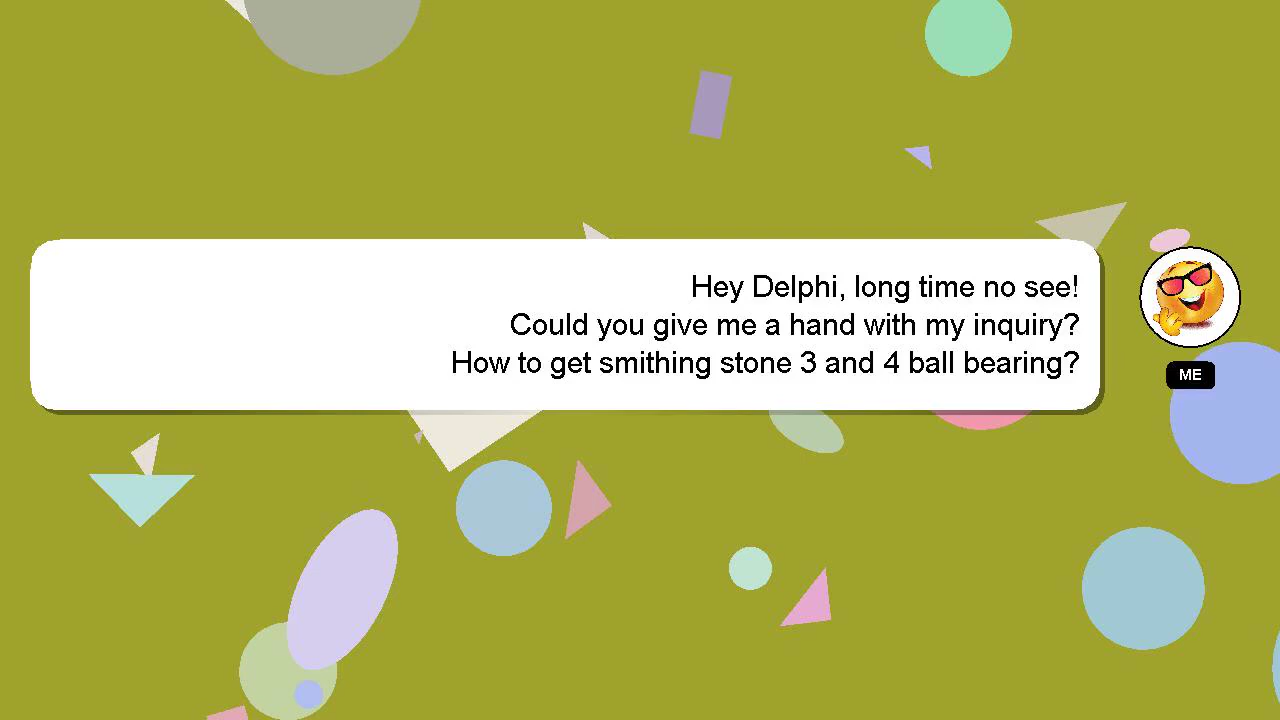 Hey Delphi, long time no see!
Could you give me a hand with my inquiry?
How to get smithing stone 3 and 4 ball bearing?
ME